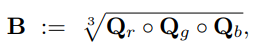 B := ∛(Q_r ∘ Q_g ∘ Q_b),